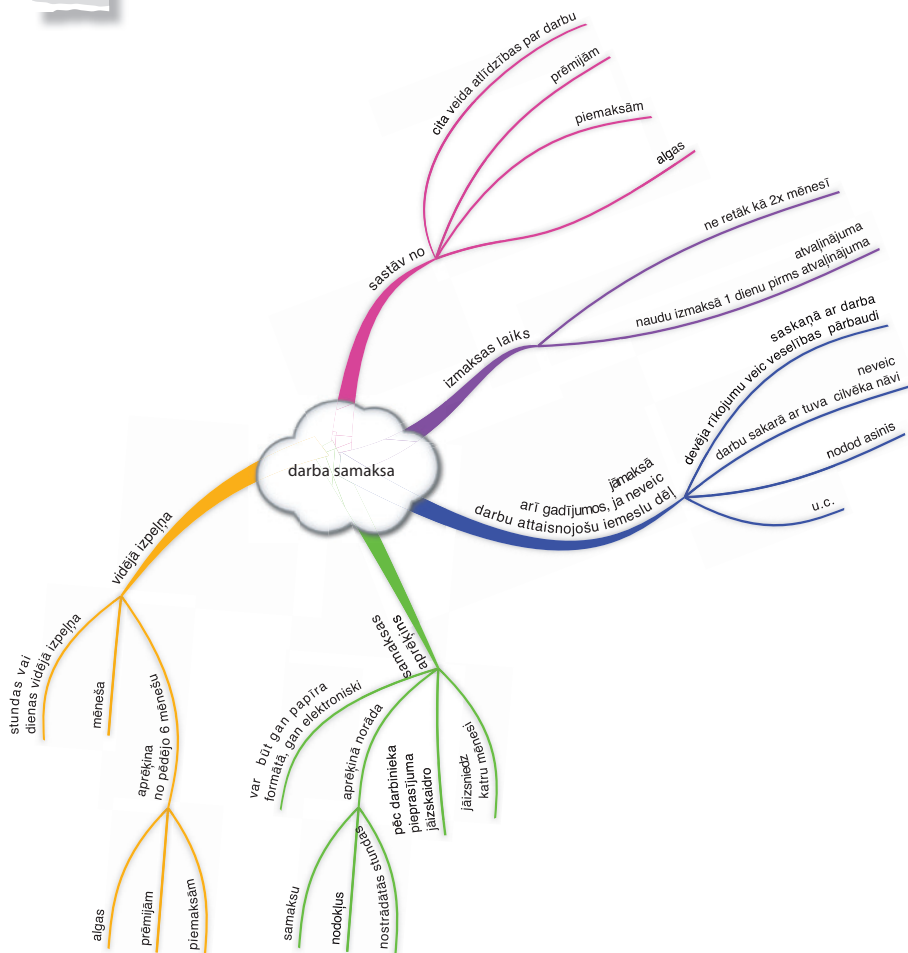 cita veida atlīdzības par darbu
prēmijām
piemaksām
algas
sastāv no
ne retāk kā 2x mēnesī
atvaļinājuma
naudu izmaksā 1 dienu pirms atvaļinājuma
izmaksas laiks
saskaņā ar darba
devēja rīkojumu veic veselības pārbaudi
neveic
darbu sakarā ar tuva cilvēka nāvi
nodod asinis
u.c.
jāmaksā
arī gadījumos, ja neveic
darbu attaisnojošu iemeslu dēļ
darba samaksa
vidējā izpeļņa
stundas vai
dienas vidējā izpeļņa
mēneša
aprēķina
no pēdējo 6 mēnešu
algas
prēmijām
piemaksām
samaksas
aprēķins
var būt gan papīra
formātā, gan elektroniski
aprēķinā norāda
samaksu
nodokļus
nostrādātās stundas
pēc darbinieka
pieprasījuma
jāizskaidro
jāizsniedz
katru mēnesi